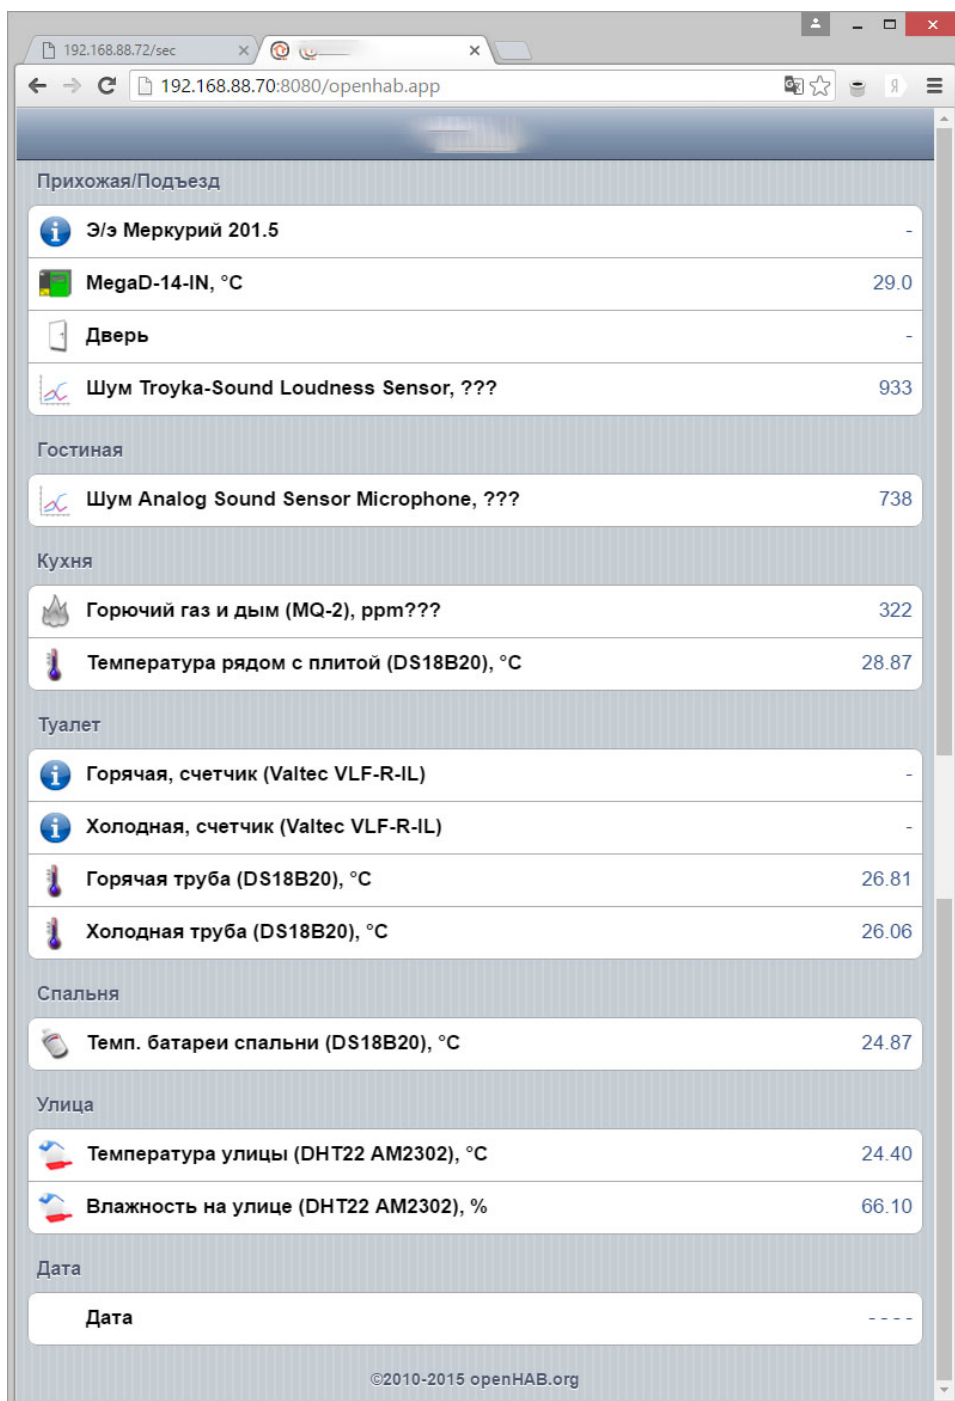 192.168.88.72/sec
192.168.88.70:8080/openhab.app
Я
Прихожая/Подъезд
Э/э Меркурий 201.5 -
MegaD-14-IN, °C 29.0
Дверь -
Шум Troyka-Sound Loudness Sensor, ??? 933
Гостиная
Шум Analog Sound Sensor Microphone, ??? 738
Кухня
Горючий газ и дым (MQ-2), ppm??? 322
Температура рядом с плитой (DS18B20), °C 28.87
Туалет
Горячая, счетчик (Valtec VLF-R-IL) -
Холодная, счетчик (Valtec VLF-R-IL) -
Горячая труба (DS18B20), °C 26.81
Холодная труба (DS18B20), °C 26.06
Спальня
Темп. батареи спальни (DS18B20), °C 24.87
Улица
Температура улицы (DHT22 AM2302), °C 24.40
Влажность на улице (DHT22 AM2302), % 66.10
Дата
Дата - - - -
©2010-2015 openHAB.org